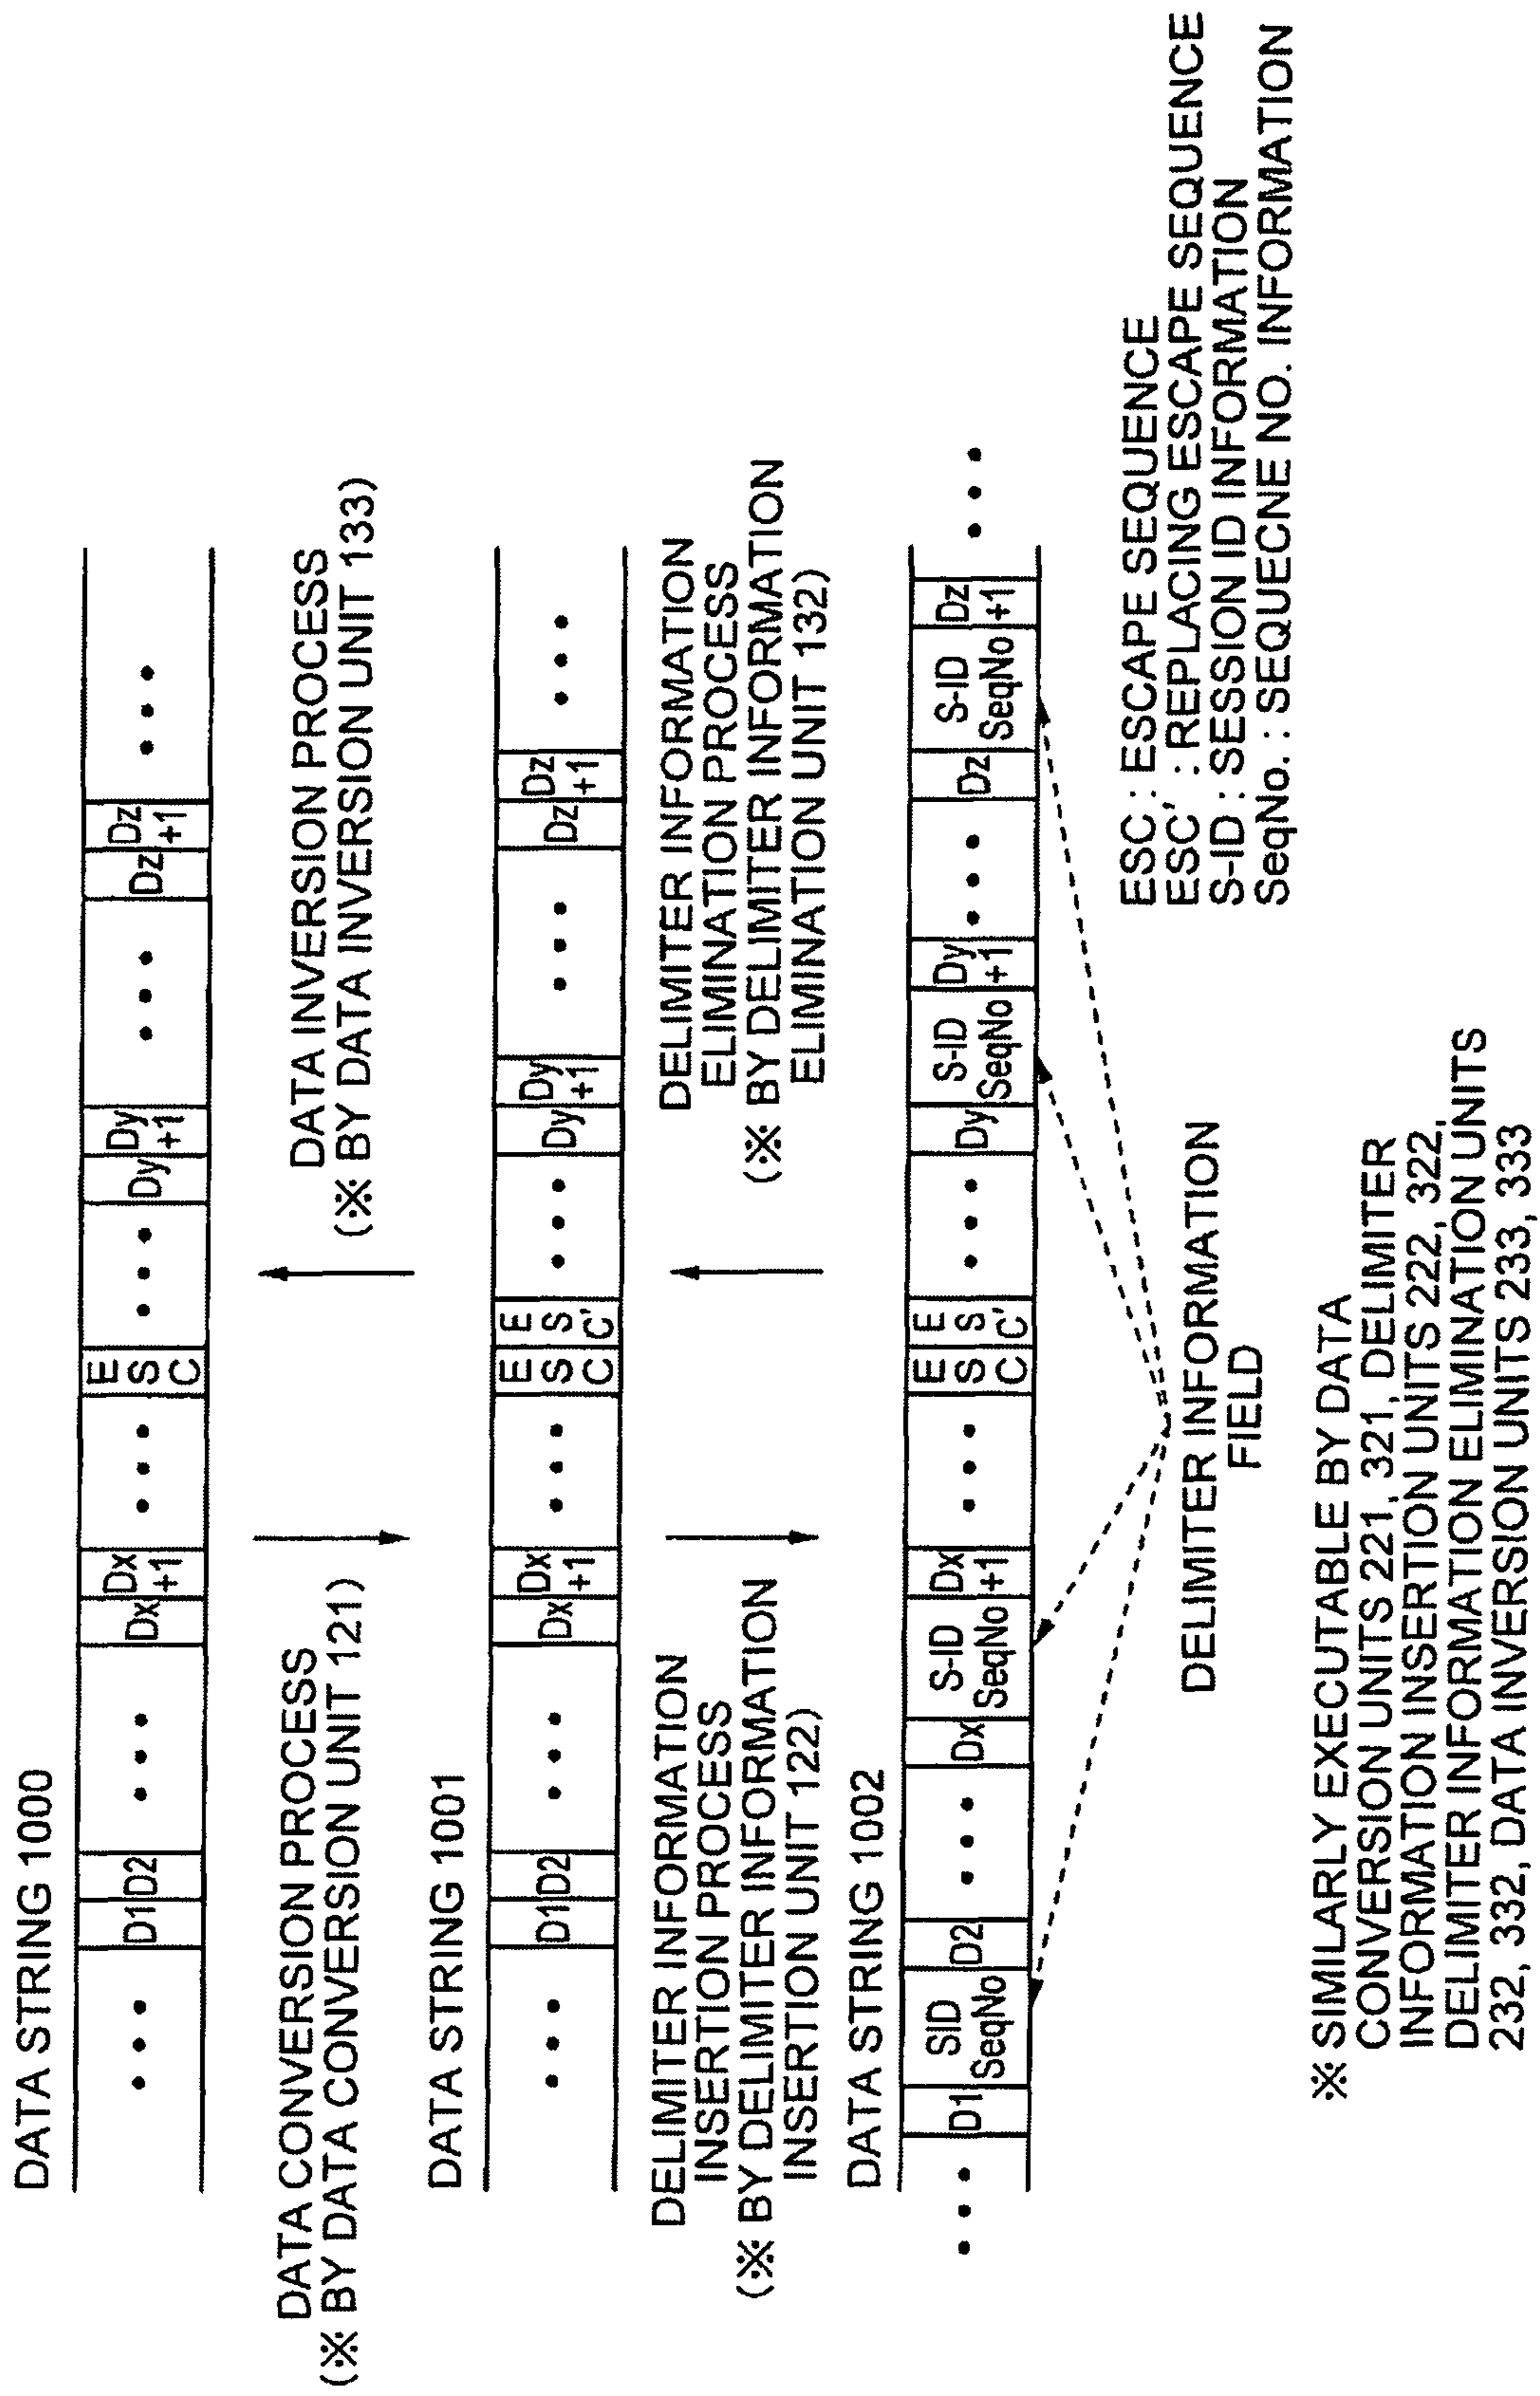 DATA STRING 1000
• • • D1 D2 • • • Dx Dx +1 • • • E S C • • • Dy Dy +1 • • • Dz Dz +1 • • •
DATA CONVERSION PROCESS
(※ BY DATA CONVERSION UNIT 121)
DATA INVERSION PROCESS
(※ BY DATA INVERSION UNIT 133)
DATA STRING 1001
• • • D1 D2 • • • Dx Dx +1 • • • E S C E S C' • • • Dy Dy +1 • • • Dz Dz +1 • • •
DELIMITER INFORMATION
INSERTION PROCESS
(※ BY DELIMITER INFORMATION
INSERTION UNIT 122)
DELIMITER INFORMATION
ELIMINATION PROCESS
(※ BY DELIMITER INFORMATION
ELIMINATION UNIT 132)
DATA STRING 1002
• • • D1 SID SeqNo D2 • • • Dx S-ID SeqNo Dx +1 • • • E S C E S C' • • • Dy S-ID SeqNo Dy +1 • • • Dz S-ID SeqNo Dz +1 • • •
DELIMITER INFORMATION
FIELD
ESC : ESCAPE SEQUENCE
ESC' : REPLACING ESCAPE SEQUENCE
S-ID : SESSION ID INFORMATION
SeqNo. : SEQUECNE NO. INFORMATION
※ SIMILARLY EXECUTABLE BY DATA
CONVERSION UNITS 221, 321, DELIMITER
INFORMATION INSERTION UNITS 222, 322,
DELIMITER INFORMATION ELIMINATION UNITS
232, 332, DATA INVERSION UNITS 233, 333